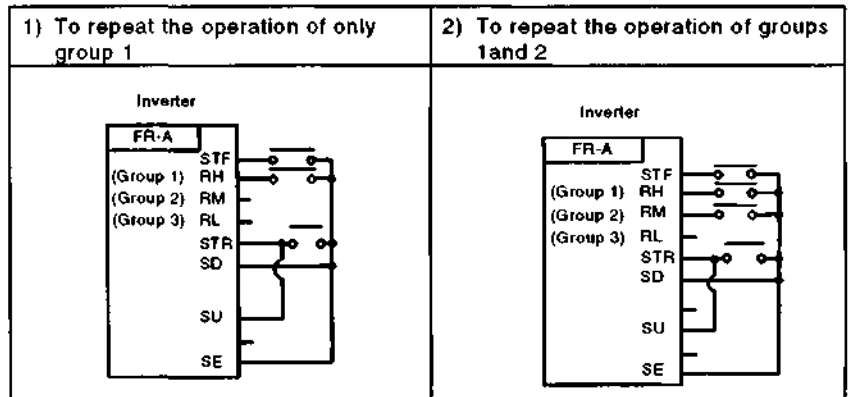 1) To repeat the operation of only
group 1
Inverter
FR-A
STF
(Group 1) RH
(Group 2) RM
(Group 3) RL
STR
SD
SU
SE
2) To repeat the operation of groups
1and 2
Inverter
FR-A
STF
(Group 1) RH
(Group 2) RM
(Group 3) RL
STR
SD
SU
SE